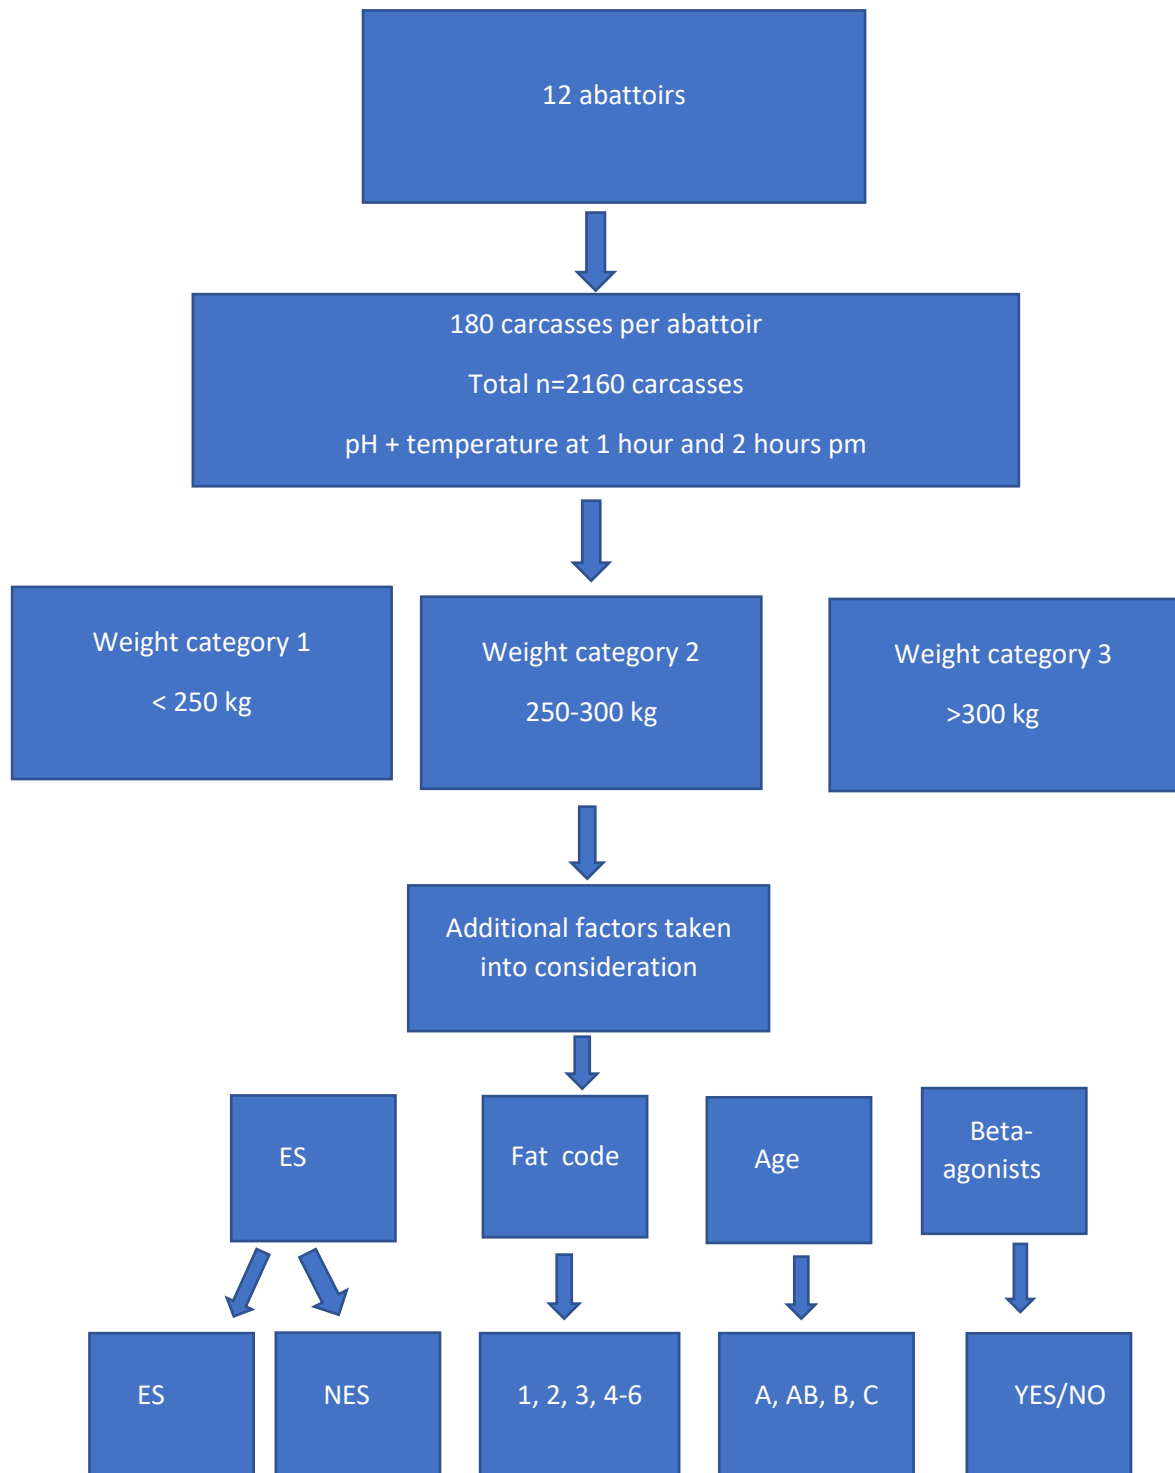 12 abattoirs
180 carcasses per abattoir
Total n=2160 carcasses
pH + temperature at 1 hour and 2 hours pm
Weight category 1
< 250 kg
Weight category 2
250-300 kg
Weight category 3
>300 kg
Additional factors taken
into consideration
ES
Fat code
Age
Beta-
agonists
ES
NES
1, 2, 3, 4-6
A, AB, B, C
YES/NO